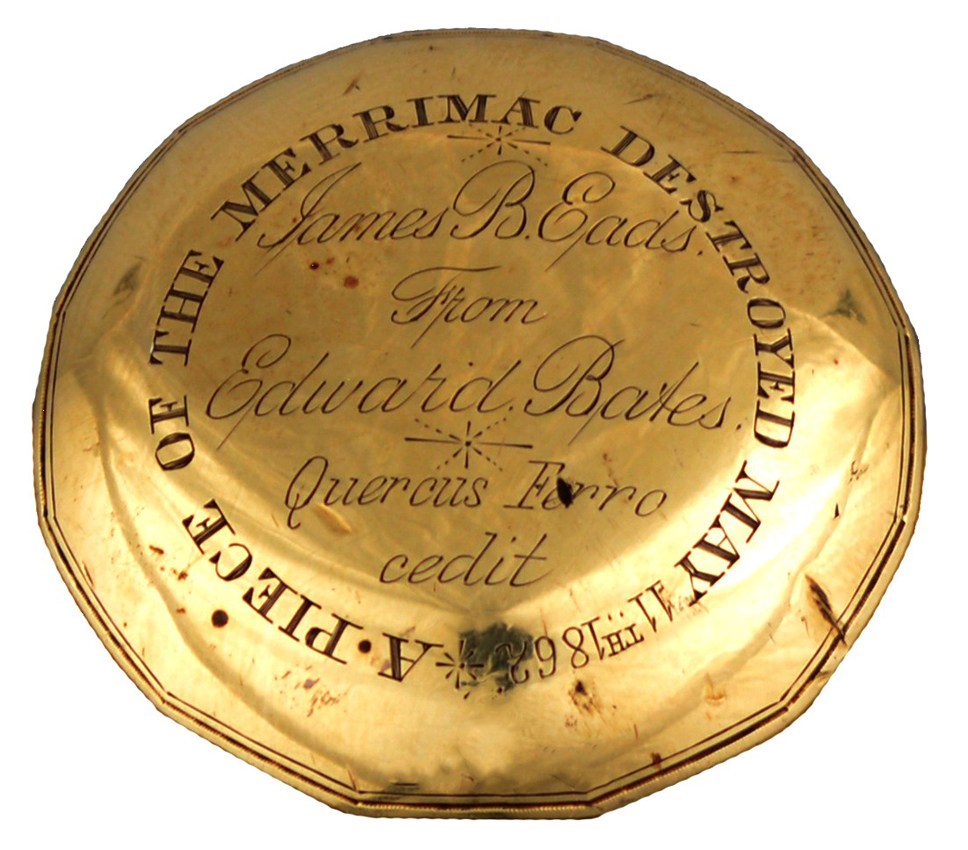 A PIECE OF THE MERRIMAC DESTROYED MAY 11TH 1862.
James B. Eads.
From
Edward. Bates.
Quercus Ferro
cedit